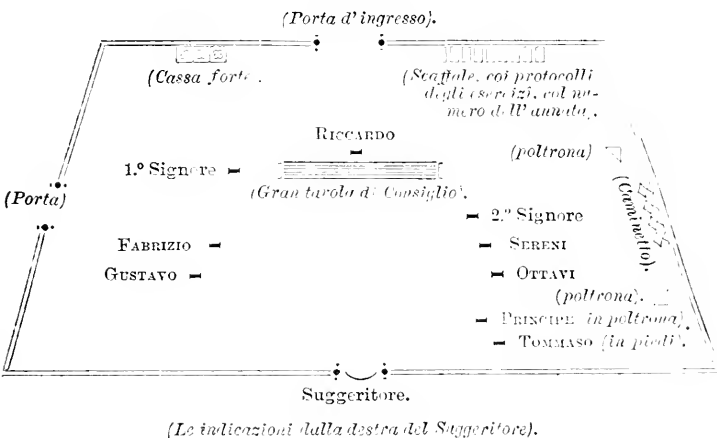 (Porta d'ingresso).
(Cassa forte.
(Scaffale, coi protocolli
degli esercizi, col nu-
mero dell' annata).
RICCARDO
(poltrona)
1.º Signore
(Gran tavola di Consiglio).
(Caminetto).
(Porta)
2.º Signore
FABRIZIO
SERENI
GUSTAVO
OTTAVI
(poltrona).
PRINCIPE (in poltrona).
TOMMASO (in piedi).
Suggeritore.
(Le indicazioni dalla destra del Suggeritore).